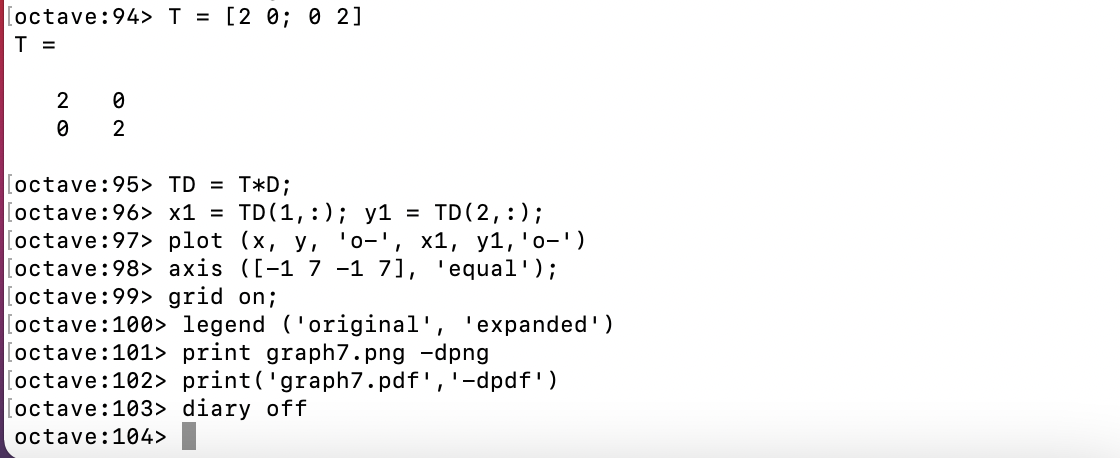 [octave:94> T = [2 0; 0 2]
T =
2 0
0 2
[octave:95> TD = T*D;
[octave:96> x1 = TD(1,:); y1 = TD(2,:);
[octave:97> plot (x, y, 'o-', x1, y1,'o-')
[octave:98> axis ([-1 7 -1 7], 'equal');
[octave:99> grid on;
[octave:100> legend ('original', 'expanded')
[octave:101> print graph7.png -dpng
[octave:102> print('graph7.pdf','-dpdf')
[octave:103> diary off
octave:104>